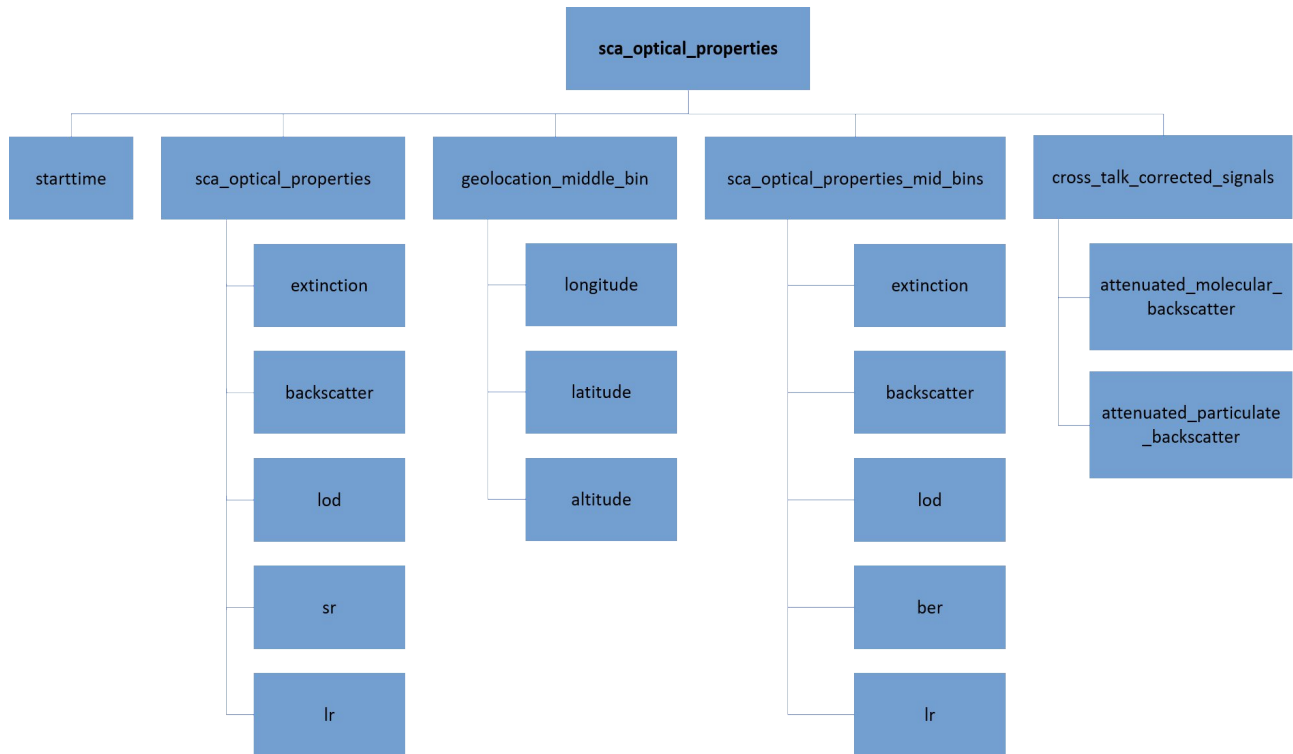 sca_optical_properties
starttime
sca_optical_properties
geolocation_middle_bin
sca_optical_properties_mid_bins
cross_talk_corrected_signals
extinction
backscatter
lod
sr
lr
longitude
latitude
altitude
extinction
backscatter
lod
ber
lr
attenuated_molecular_
backscatter
attenuated_particulate
_backscatter